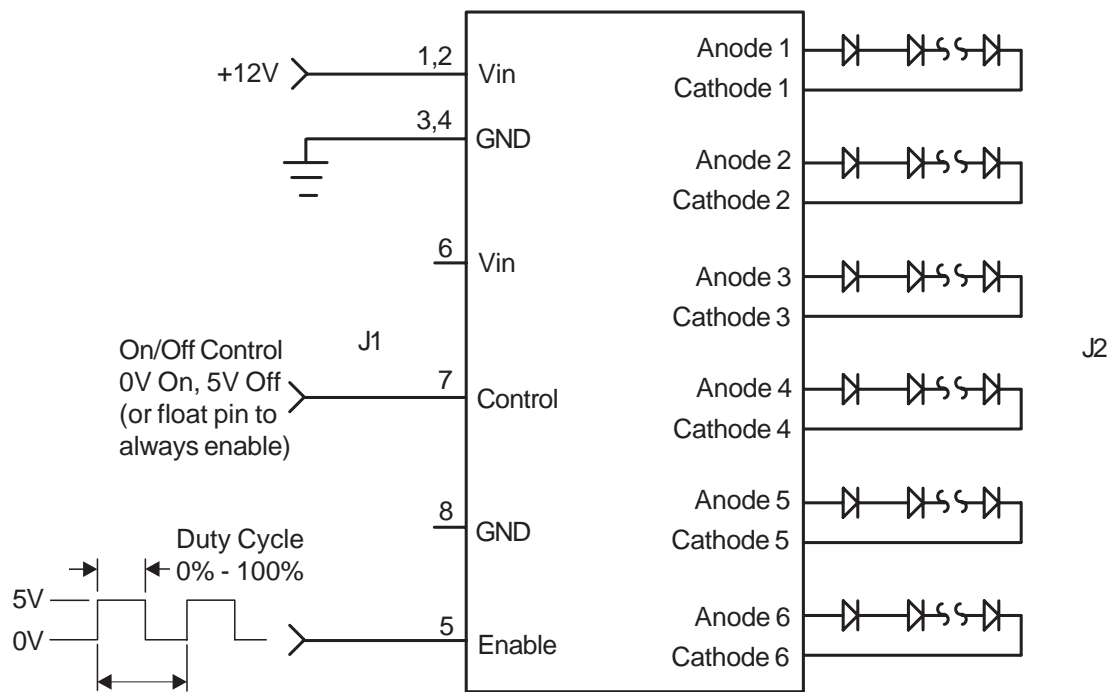 +12V
1,2
Vin
3,4
GND
6
Vin
J1
On/Off Control
0V On, 5V Off
(or float pin to
always enable)
7
Control
8
GND
Duty Cycle
0% - 100%
5V
0V
5
Enable
Anode 1
Cathode 1
Anode 2
Cathode 2
Anode 3
Cathode 3
Anode 4
Cathode 4
Anode 5
Cathode 5
Anode 6
Cathode 6
J2